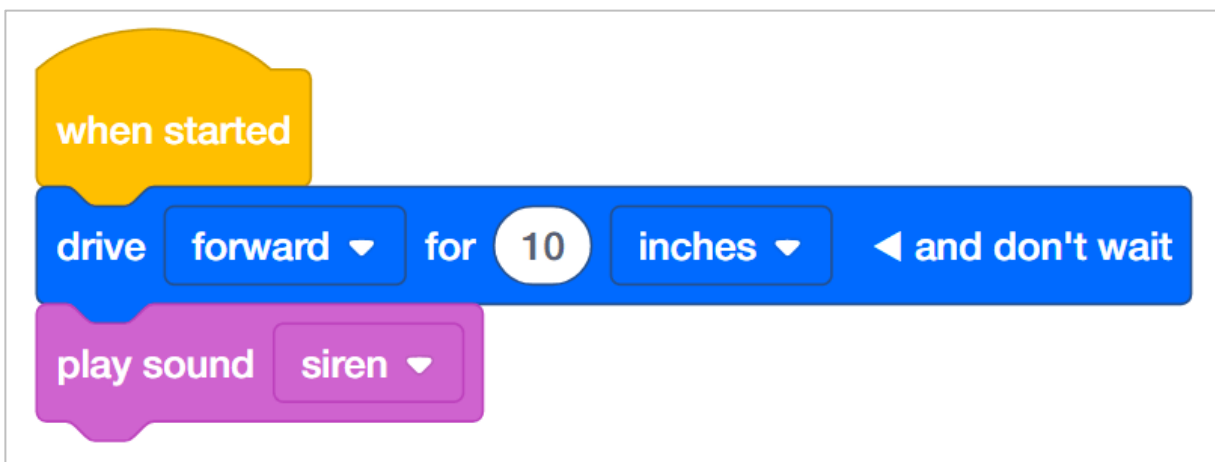 when started
drive forward for 10 inches and don't wait
play sound siren